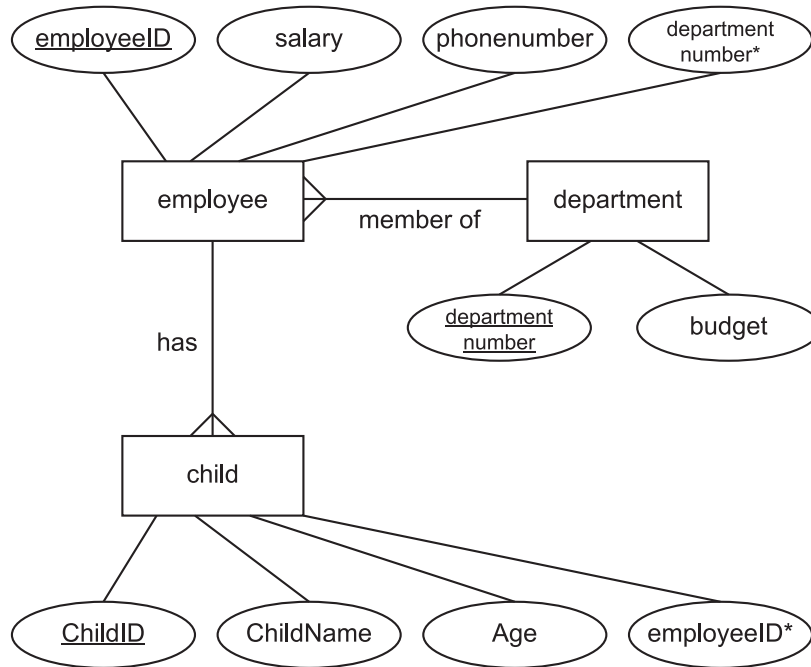 employeeID
salary
phonenumber
department
number*
employee
department
member of
department
number
budget
has
child
ChildID
ChildName
Age
employeeID*